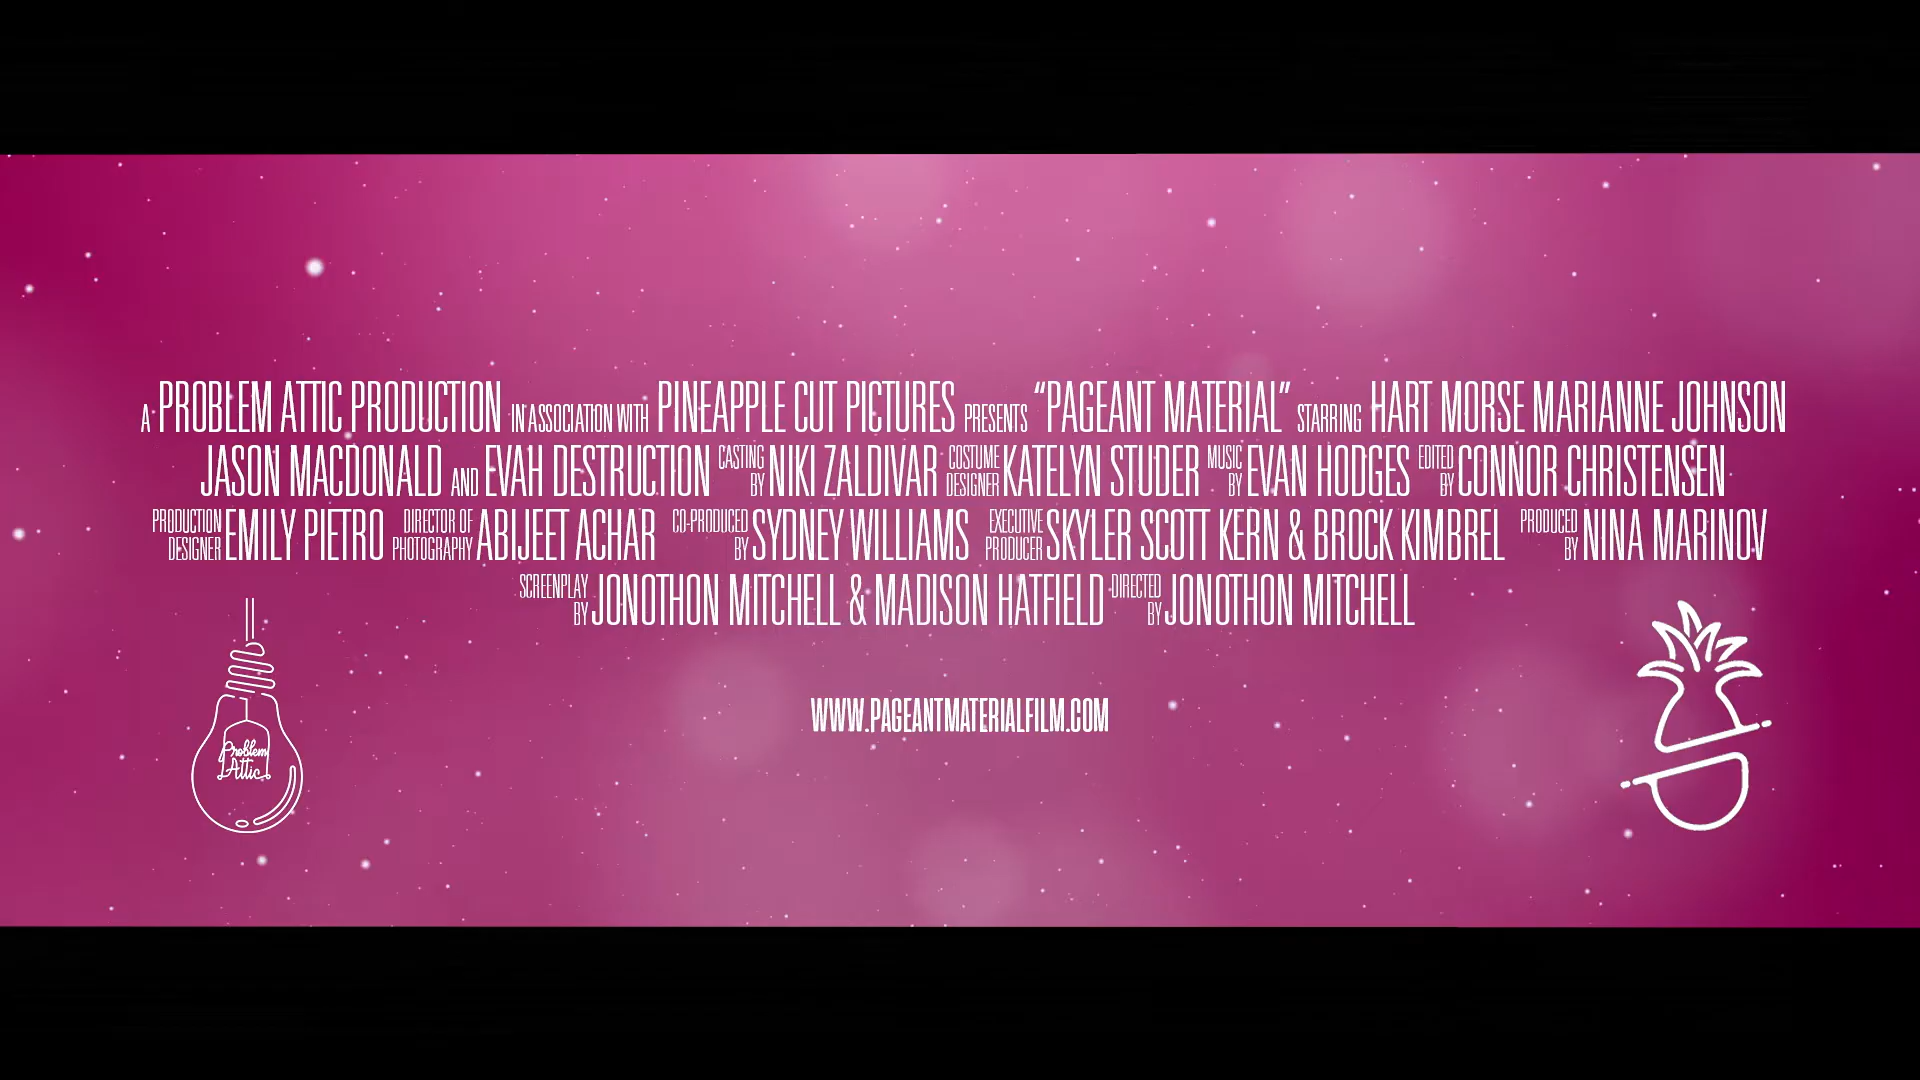 A PROBLEM ATTIC PRODUCTION IN ASSOCIATION WITH PINEAPPLE CUT PICTURES PRESENTS “PAGEANT MATERIAL” STARRING HART MORSE MARIANNE JOHNSON
JASON MACDONALD AND EVAH DESTRUCTION CASTING BY NIKI ZALDIVAR COSTUME DESIGNER KATELYN STUDER MUSIC BY EVAN HODGES EDITED BY CONNOR CHRISTENSEN
PRODUCTION DESIGNER EMILY PIETRO DIRECTOR OF PHOTOGRAPHY ABIJEET ACHAR CO-PRODUCED BY SYDNEY WILLIAMS EXECUTIVE PRODUCER SKYLER SCOTT KERN & BROCK KIMBREL PRODUCED BY NINA MARINOV
SCREENPLAY BY JONOTHON MITCHELL & MADISON HATFIELD DIRECTED BY JONOTHON MITCHELL
WWW.PAGEANTMATERIALFILM.COM
Problem
Attic